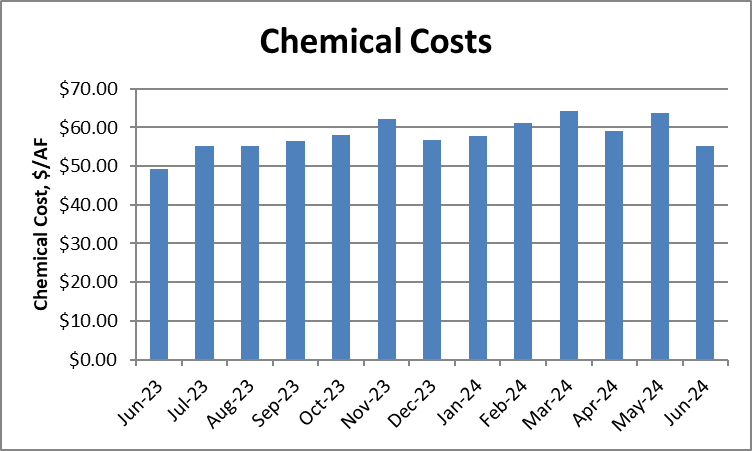 Chemical Costs
Chemical Cost, $/AF
$70.00
$60.00
$50.00
$40.00
$30.00
$20.00
$10.00
$0.00
Jun-23
Jul-23
Aug-23
Sep-23
Oct-23
Nov-23
Dec-23
Jan-24
Feb-24
Mar-24
Apr-24
May-24
Jun-24